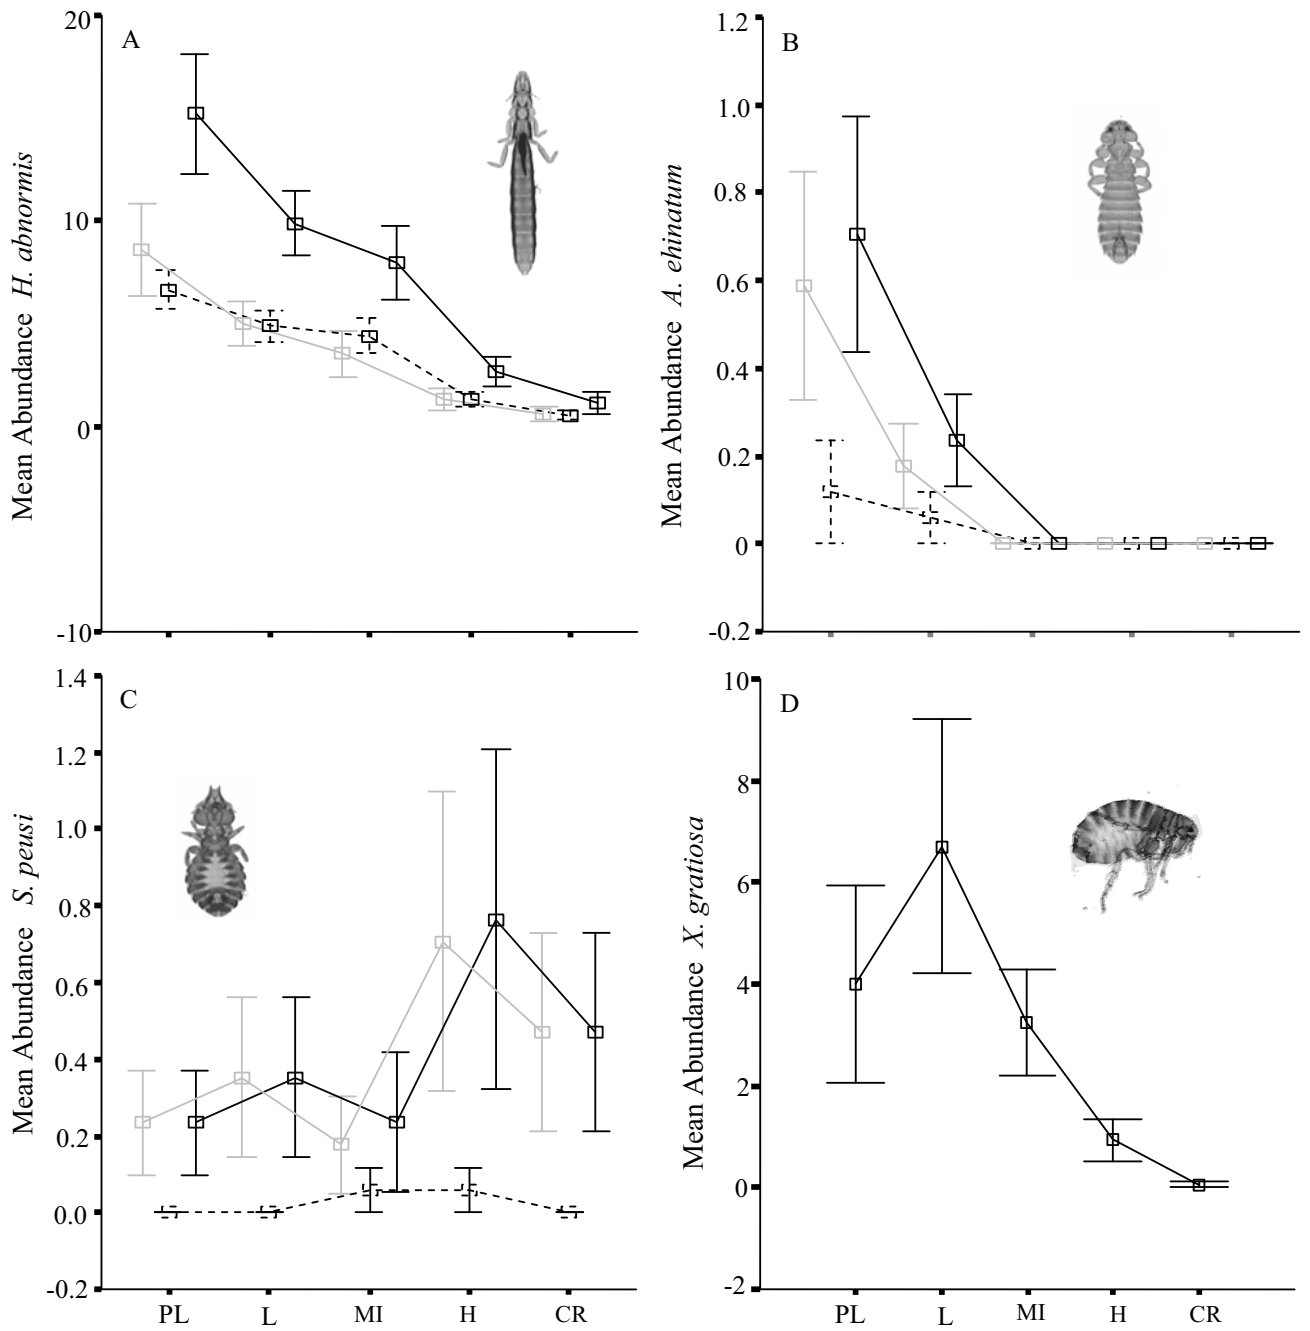 A
20
10
0
-10
Mean Abundance H. abnormis
B
1.2
1.0
0.8
0.6
0.4
0.2
0
-0.2
Mean Abundance A. ehinatum
C
1.4
1.2
1.0
0.8
0.6
0.4
0.2
0.0
-0.2
Mean Abundance S. peusi
PL L MI H CR
D
10
8
6
4
2
0
-2
Mean Abundance X. gratiosa
PL L MI H CR